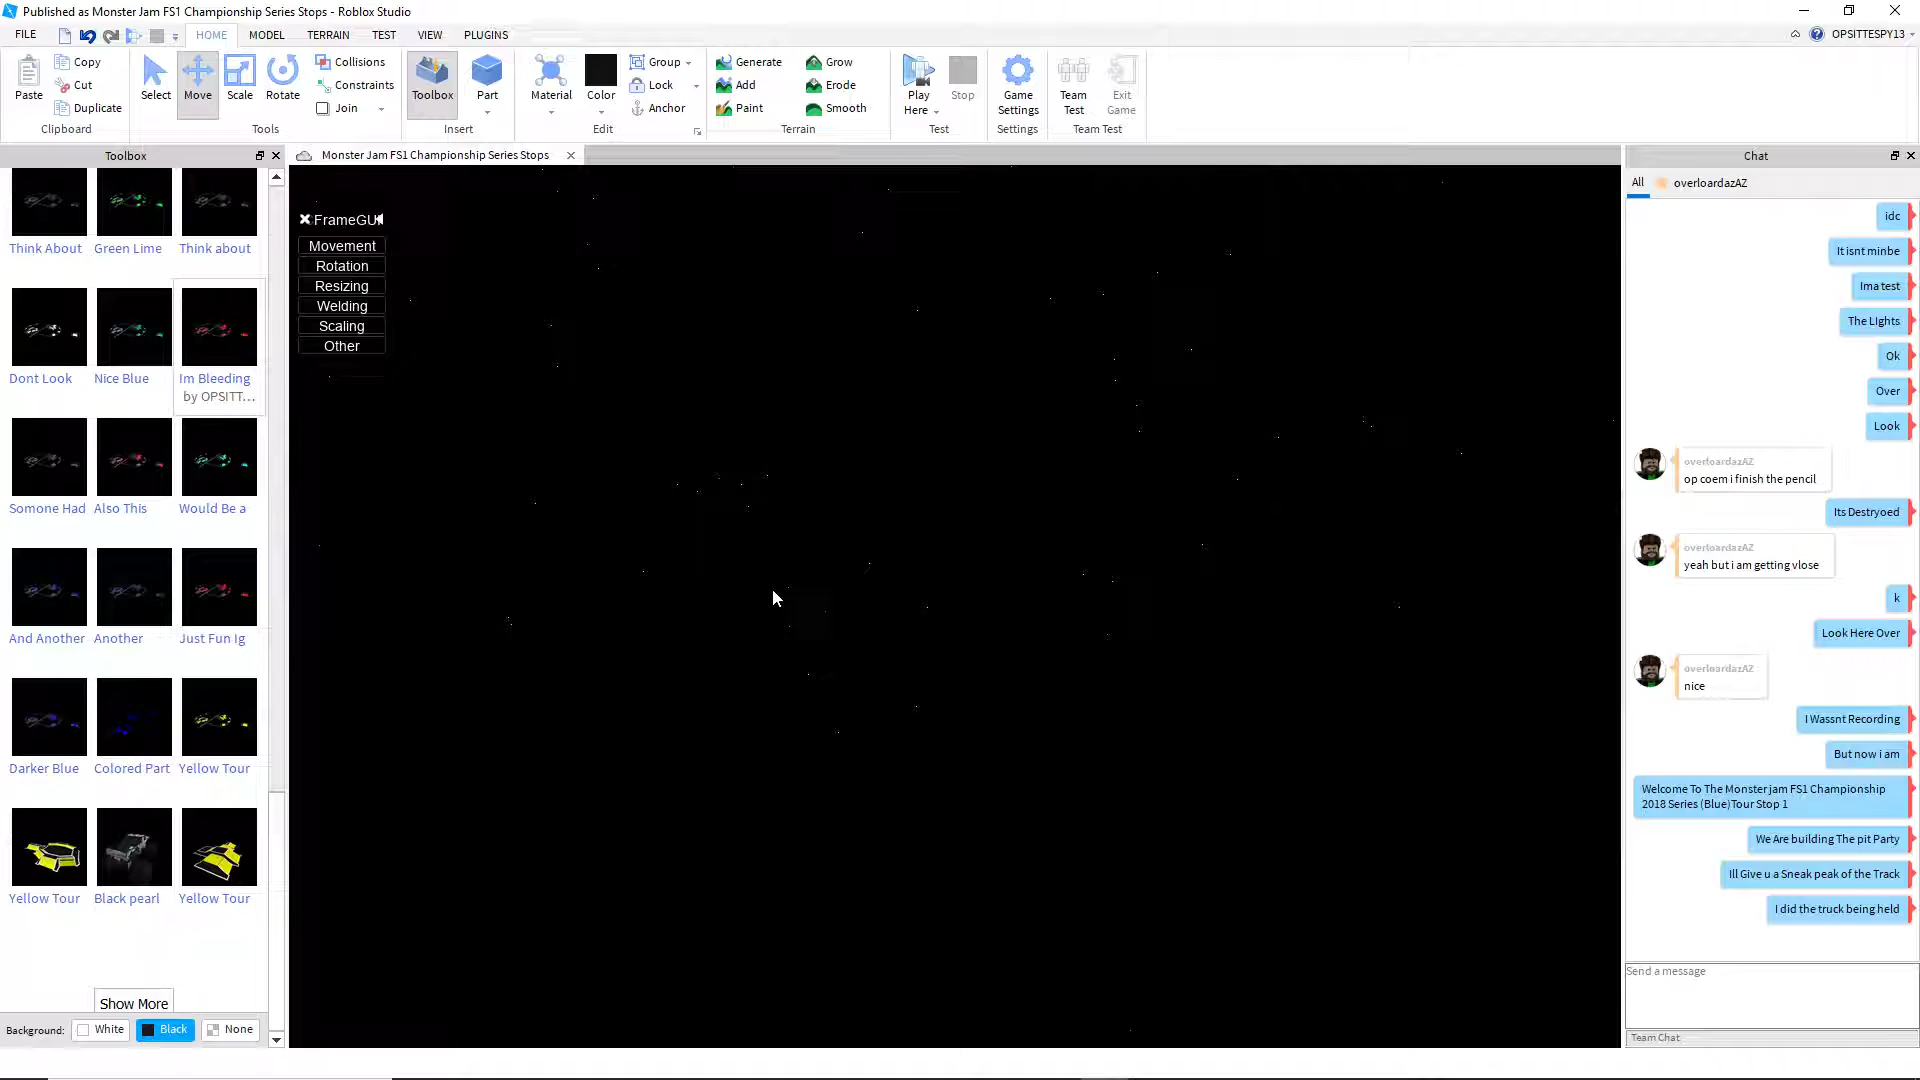 Published as Monster Jam FS1 Championship Series Stops - Roblox Studio
FILE HOME MODEL TERRAIN TEST VIEW PLUGINS OPSITTESPY13
Paste Copy Cut Duplicate
Select Move Scale Rotate Collisions Constraints Join
Toolbox Part
Material Color Group Lock Anchor
Generate Add Paint Grow Erode Smooth
Play Here Stop
Game Settings
Team Test Exit Game
Clipboard Tools Insert Edit Terrain Test Settings Team Test
Toolbox
Monster Jam FS1 Championship Series Stops
Think About Green Lime Think about
Dont Look Nice Blue Im Bleeding
by OPSITT...
Somone Had Also This Would Be a
And Another Another Just Fun Ig
Darker Blue Colored Part Yellow Tour
Yellow Tour Black pearl Yellow Tour
Show More
Background: White Black None
FrameGUI
Movement
Rotation
Resizing
Welding
Scaling
Other
Chat
All overloardazAZ
idc
It isnt minbe
Ima test
The LIghts
Ok
Over
Look
overloardazAZ
op coem i finish the pencil
Its Destryoed
overloardazAZ
yeah but i am getting vlose
k
Look Here Over
overloardazAZ
nice
I Wassnt Recording
But now i am
Welcome To The Monsterjam FS1 Championship
2018 Series (Blue)Tour Stop 1
We Are building The pit Party
Ill Give u a Sneak peak of the Track
I did the truck being held
Send a message
Team Chat